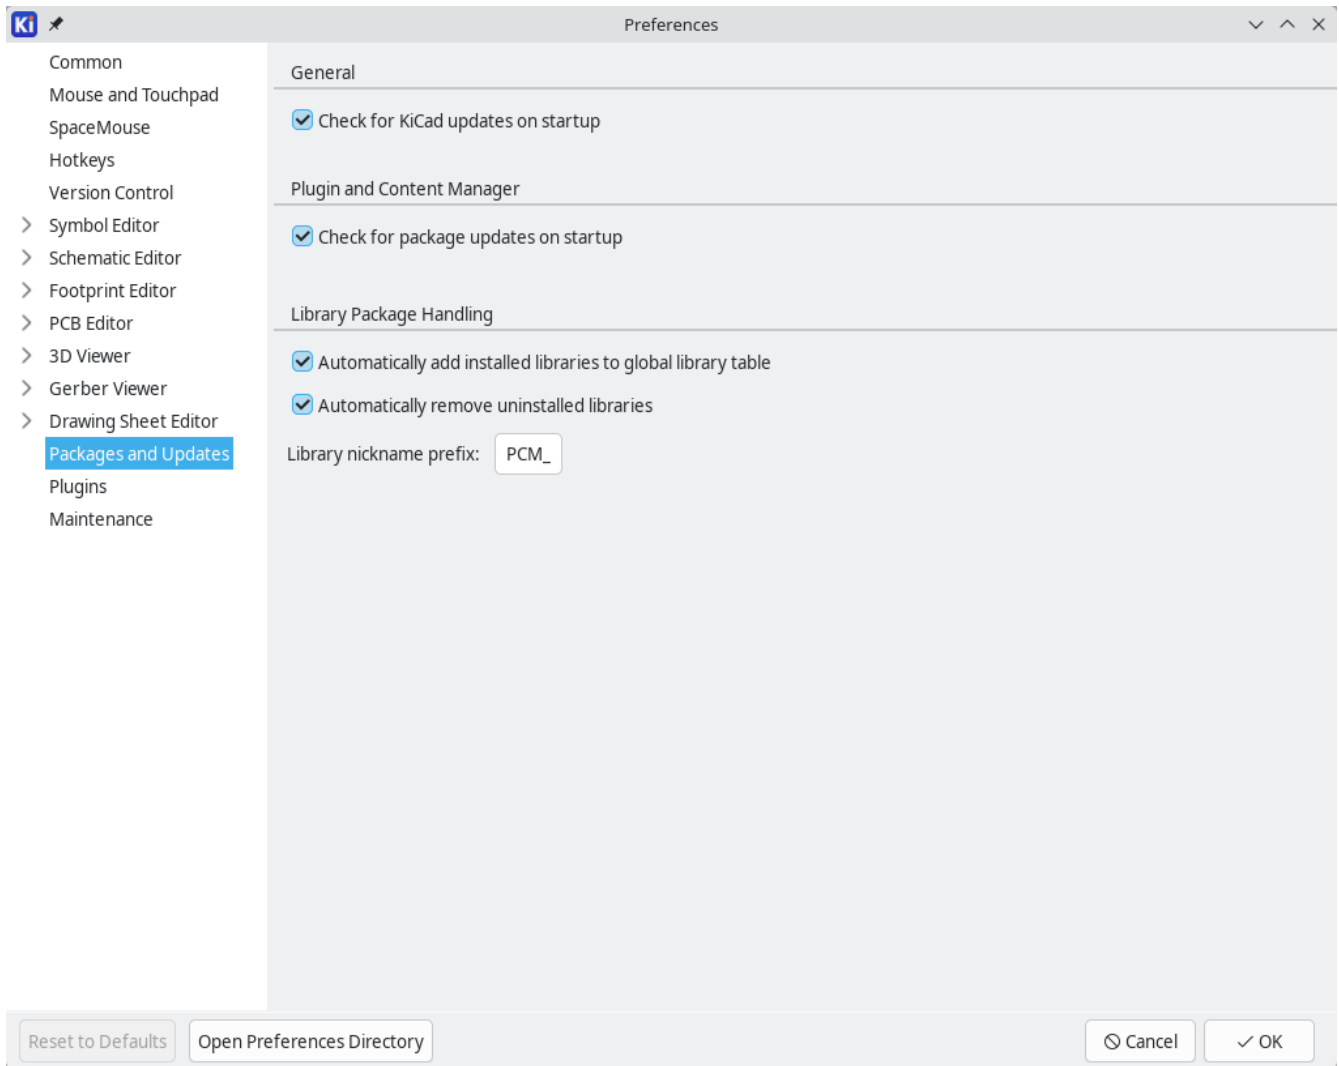 Ki
Preferences
Common
Mouse and Touchpad
SpaceMouse
Hotkeys
Version Control
Symbol Editor
Schematic Editor
Footprint Editor
PCB Editor
3D Viewer
Gerber Viewer
Drawing Sheet Editor
Packages and Updates
Plugins
Maintenance
General
Check for KiCad updates on startup
Plugin and Content Manager
Check for package updates on startup
Library Package Handling
Automatically add installed libraries to global library table
Automatically remove uninstalled libraries
Library nickname prefix: PCM_
Reset to Defaults
Open Preferences Directory
Cancel
OK